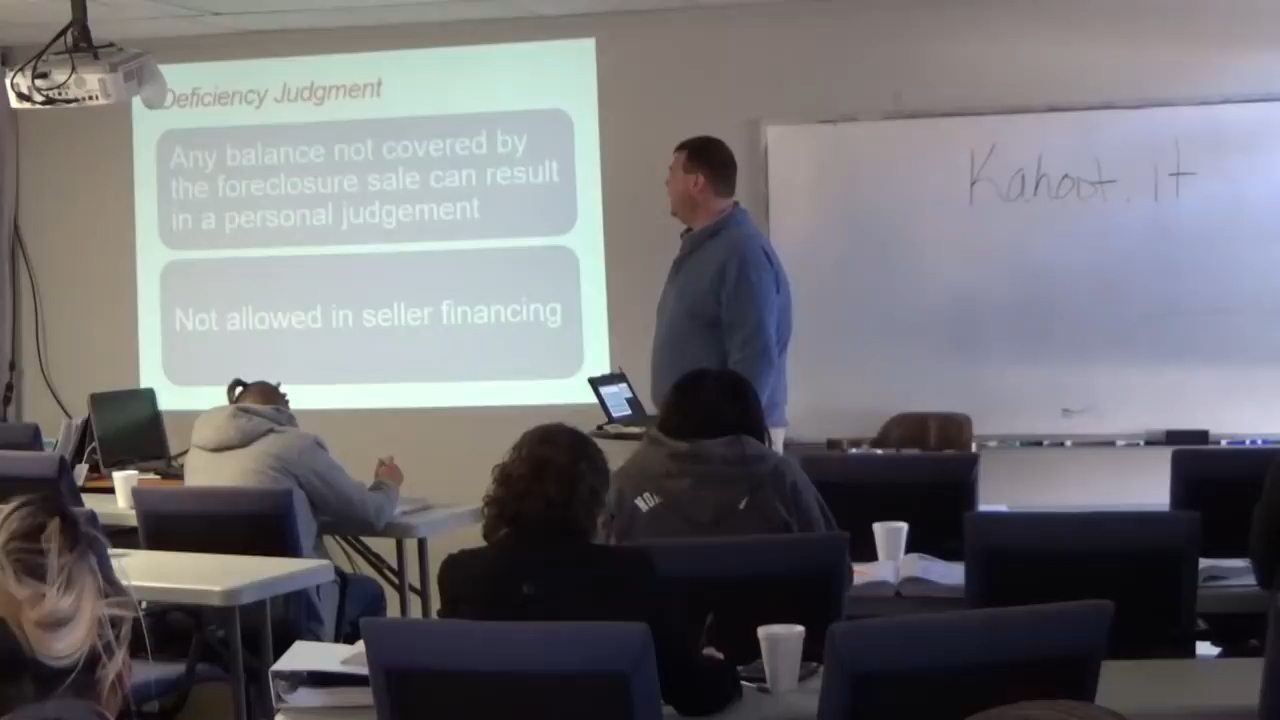 Deficiency Judgment
Any balance not covered by
the foreclosure sale can result
in a personal judgement
Not allowed in seller financing
Kahoot.it